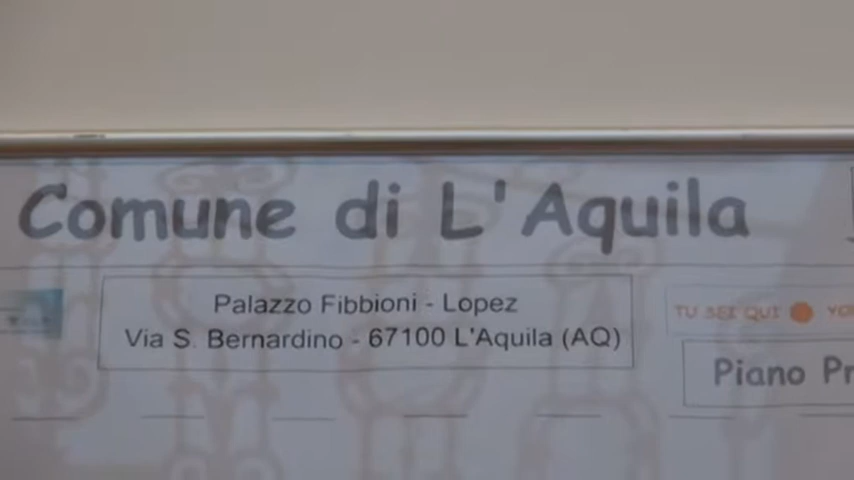 Comune di L'Aquila
Palazzo Fibbioni - Lopez
Via S. Bernardino - 67100 L'Aquila (AQ)
TU SEI QUI
Piano